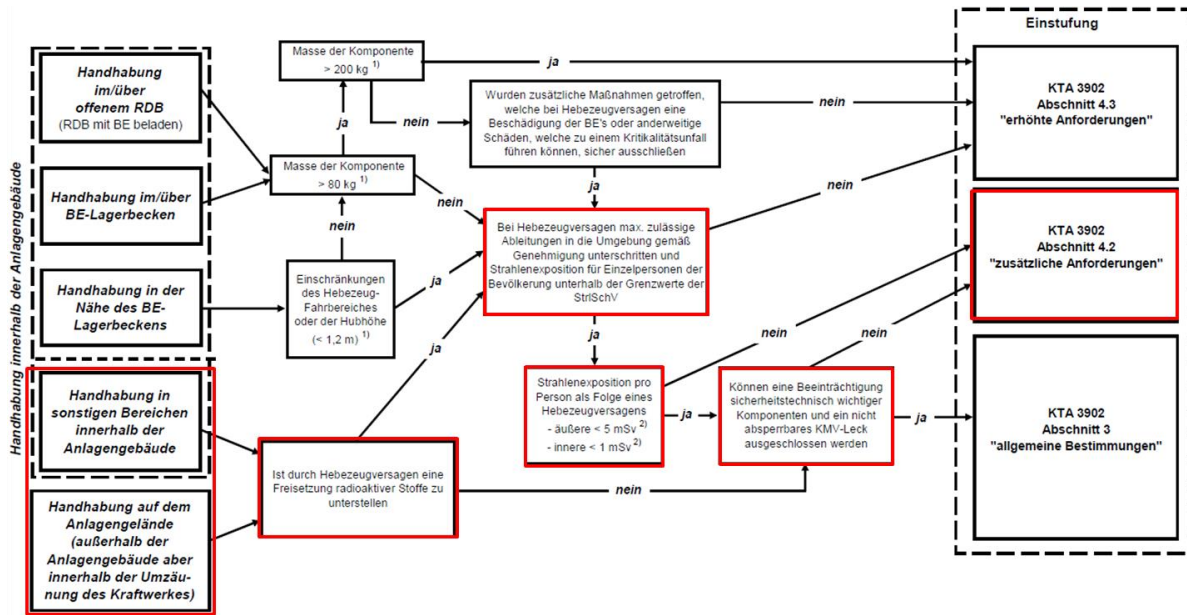 Handhabung innerhalb der Anlagengebäude
Handhabung
im/über
offenem RDB
(RDB mit BE beladen)
Handhabung im/über
BE-Lagerbecken
Handhabung in der
Nähe des BE-
Lagerbeckens
Handhabung in
sonstigen Bereichen
innerhalb der
Anlagengebäude
Handhabung auf dem
Anlagengelände
(außerhalb der
Anlagengebäude aber
innerhalb der Umzäu-
nung des Kraftwerkes)
Masse der Komponente
> 200 kg 1)
ja
nein
ja
Masse der Komponente
> 80 kg 1)
nein
nein
Einschränkungen
des Hebezeug-
Fahrbereiches
oder der Hubhöhe
(< 1,2 m) 1)
ja
ja
Ist durch Hebezeugversagen eine
Freisetzung radioaktiver Stoffe zu
unterstellen
nein
Wurden zusätzliche Maßnahmen getroffen,
welche bei Hebezeugversagen eine
Beschädigung der BE's oder anderweitige
Schäden, welche zu einem Kritikalitätsunfall
führen können, sicher ausschließen
nein
ja
Bei Hebezeugversagen max. zulässige
Ableitungen in die Umgebung gemäß
Genehmigung unterschritten und
Strahlenexposition für Einzelpersonen der
Bevölkerung unterhalb der Grenzwerte der
StrlSchV
nein
ja
Strahlenexposition pro
Person als Folge eines
Hebezeugversagens
- äußere < 5 mSv 2)
- innere < 1 mSv 2)
nein
ja
Können eine Beeinträchtigung
sicherheitstechnisch wichtiger
Komponenten und ein nicht
absperrbares KMV-Leck
ausgeschlossen werden
nein
ja
Einstufung
KTA 3902
Abschnitt 4.3
"erhöhte Anforderungen"
KTA 3902
Abschnitt 4.2
"zusätzliche Anforderungen"
KTA 3902
Abschnitt 3
"allgemeine Bestimmungen"